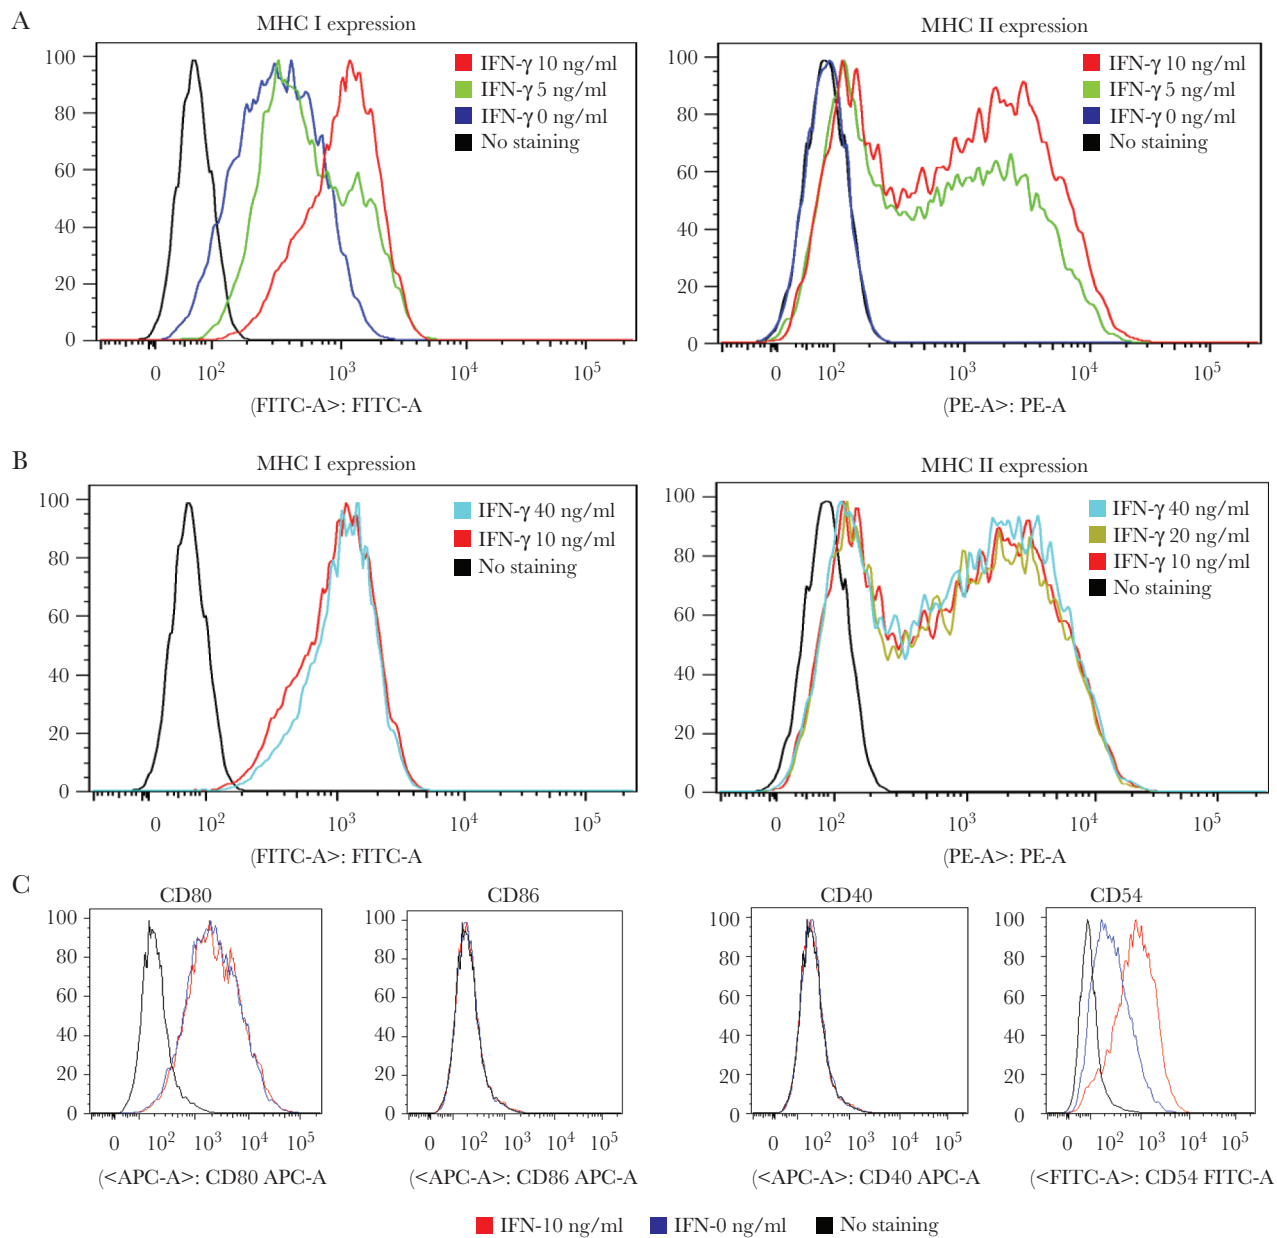 A
MHC I expression
100
80
60
40
20
0
IFN-γ 10 ng/ml
IFN-γ 5 ng/ml
IFN-γ 0 ng/ml
No staining
0 10² 10³ 10⁴ 10⁵
(FITC-A>: FITC-A
MHC II expression
100
80
60
40
20
0
IFN-γ 10 ng/ml
IFN-γ 5 ng/ml
IFN-γ 0 ng/ml
No staining
0 10² 10³ 10⁴ 10⁵
(PE-A>: PE-A
B
MHC I expression
100
80
60
40
20
0
IFN-γ 40 ng/ml
IFN-γ 10 ng/ml
No staining
0 10² 10³ 10⁴ 10⁵
(FITC-A>: FITC-A
MHC II expression
100
80
60
40
20
0
IFN-γ 40 ng/ml
IFN-γ 20 ng/ml
IFN-γ 10 ng/ml
No staining
0 10² 10³ 10⁴ 10⁵
(PE-A>: PE-A
C
CD80
100
80
60
40
20
0
0 10² 10³ 10⁴ 10⁵
(<APC-A>: CD80 APC-A
CD86
100
80
60
40
20
0
0 10² 10³ 10⁴ 10⁵
(<APC-A>: CD86 APC-A
CD40
100
80
60
40
20
0
0 10² 10³ 10⁴ 10⁵
(<APC-A>: CD40 APC-A
CD54
100
80
60
40
20
0
0 10² 10³ 10⁴ 10⁵
(<FITC-A>: CD54 FITC-A
IFN-10 ng/ml IFN-0 ng/ml No staining